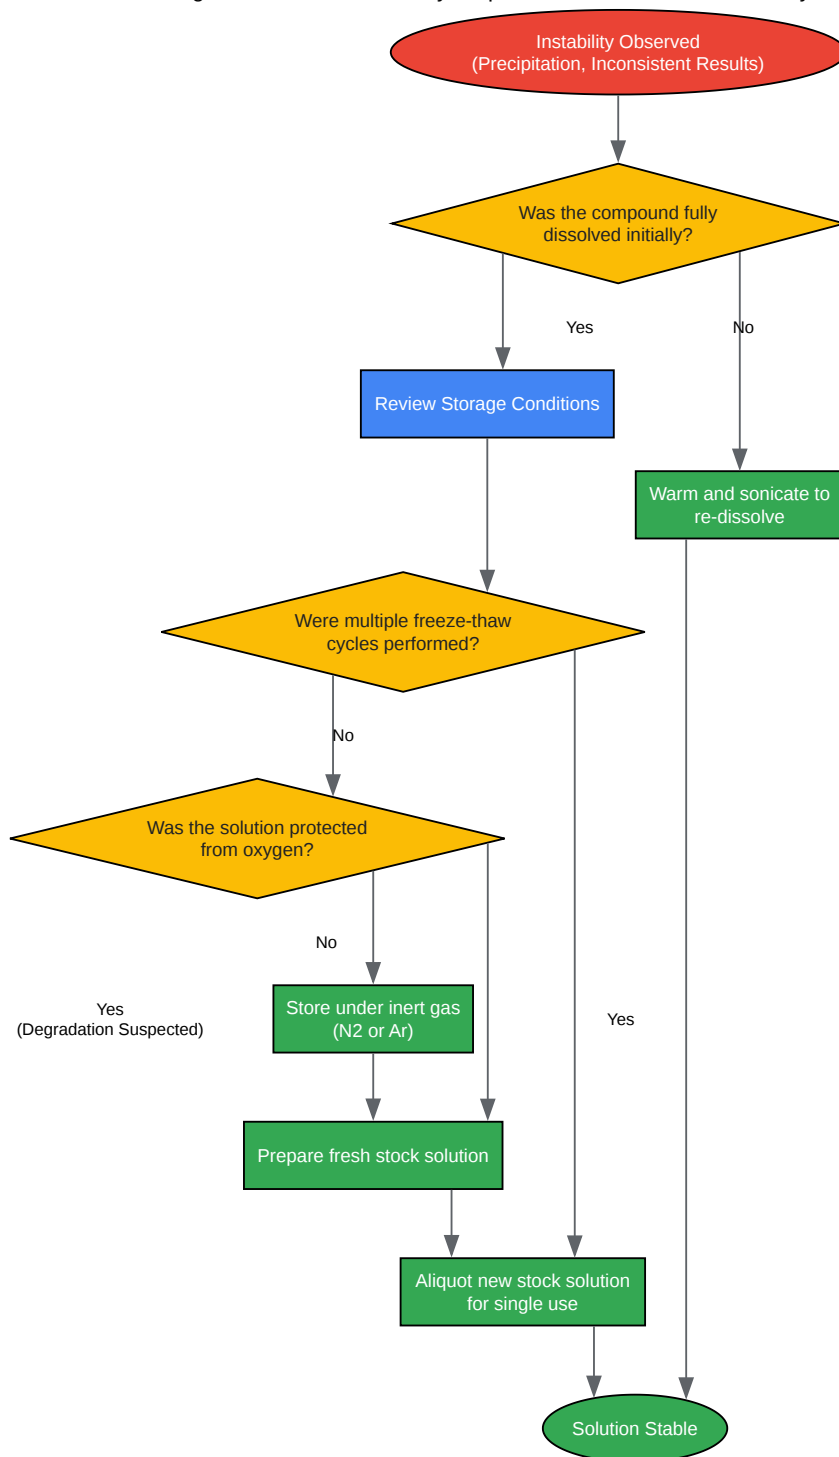 Instability Observed
(Precipitation, Inconsistent Results)
Was the compound fully
dissolved initially?
Yes
No
Review Storage Conditions
Warm and sonicate to
re-dissolve
Were multiple freeze-thaw
cycles performed?
No
Was the solution protected
from oxygen?
No
Yes
(Degradation Suspected)
Store under inert gas
(N2 or Ar)
Yes
Prepare fresh stock solution
Aliquot new stock solution
for single use
Solution Stable